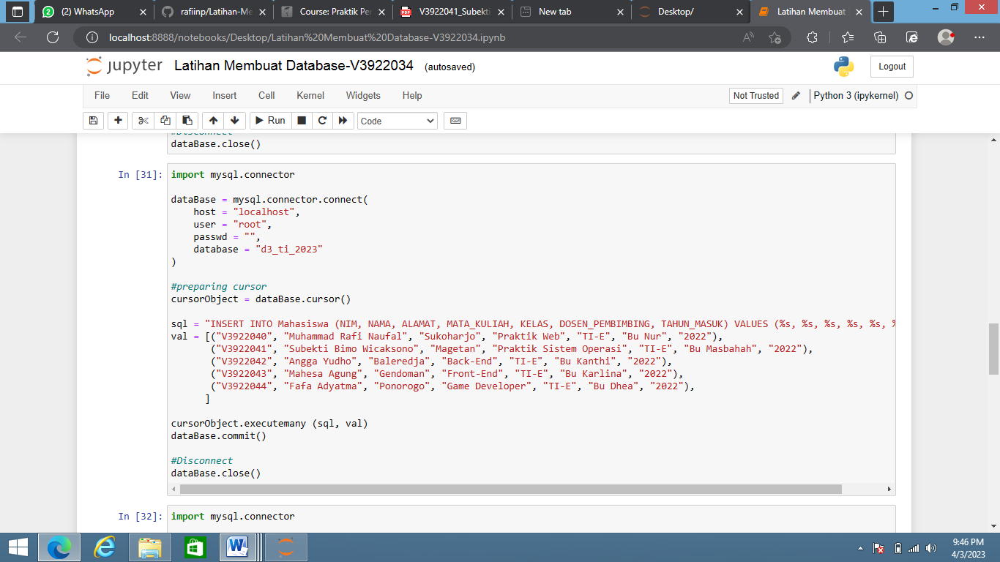 (2) WhatsApp
rafiinp/Latihan-Me
Course: Praktik Per
PDF
V3922041_Subekti
New tab
Desktop/
Latihan Membuat
localhost:8888/notebooks/Desktop/Latihan%20Membuat%20Database-V3922034.ipynb
jupyter Latihan Membuat Database-V3922034 (autosaved)
Logout
File Edit View Insert Cell Kernel Widgets Help
Not Trusted
Python 3 (ipykernel)
Run
Code
#Disconnect
dataBase.close()
In [31]:
import mysql.connector
dataBase = mysql.connector.connect(
host = "localhost",
user = "root",
passwd = "",
database = "d3_ti_2023"
)
#preparing cursor
cursorObject = dataBase.cursor()
sql = "INSERT INTO Mahasiswa (NIM, NAMA, ALAMAT, MATA_KULIAH, KELAS, DOSEN_PEMBIMBING, TAHUN_MASUK) VALUES (%s, %s, %s, %s, %s, %
val = [("V3922040", "Muhammad Rafi Naufal", "Sukoharjo", "Praktik Web", "TI-E", "Bu Nur", "2022"),
("V3922041", "Subekti Bimo Wicaksono", "Magetan", "Praktik Sistem Operasi", "TI-E", "Bu Masbahah", "2022"),
("V3922042", "Angga Yudho", "Baleredja", "Back-End", "TI-E", "Bu Kanthi", "2022"),
("V3922043", "Mahesa Agung", "Gendoman", "Front-End", "TI-E", "Bu Karlina", "2022"),
("V3922044", "Fafa Adyatma", "Ponorogo", "Game Developer", "TI-E", "Bu Dhea", "2022"),
]
cursorObject.executemany (sql, val)
dataBase.commit()
#Disconnect
dataBase.close()
In [32]:
import mysql.connector
9:46 PM
4/3/2023